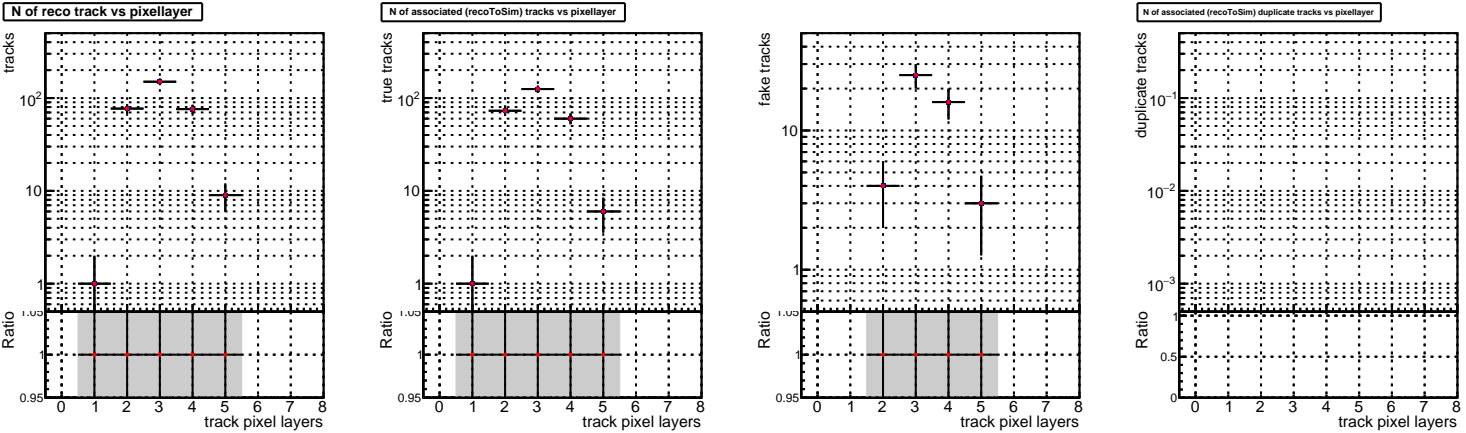 N of reco track vs pixellayer
tracks
10²
10
1
Ratio
1.05
1
0.95
0 1 2 3 4 5 6 7 8
track pixel layers
N of associated (recoToSim) tracks vs pixellayer
true tracks
10²
10
1
Ratio
1.05
1
0.95
0 1 2 3 4 5 6 7 8
track pixel layers
fake tracks
10
1
Ratio
1.05
1
0.95
0 1 2 3 4 5 6 7 8
track pixel layers
N of associated (recoToSim) duplicate tracks vs pixellayer
duplicate tracks
10⁻¹
10⁻²
10⁻³
Ratio
1
0.5
0
0 1 2 3 4 5 6 7 8
track pixel layers